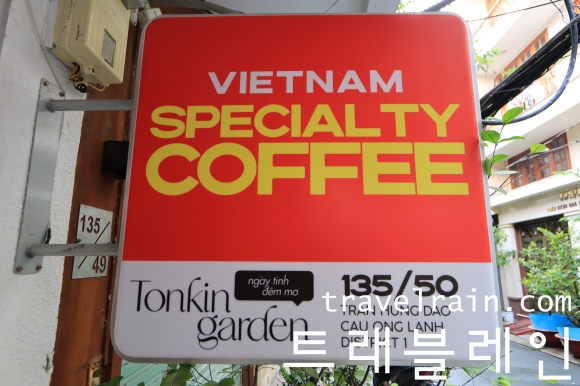 VIETNAM
SPECIALTY
COFFEE
135/
49
Tonkin
garden
ngày tinh
đêm mơ
135/50
TRAN HUNG DAO
CAU ONG LANH
DISTRICT 1
travelrain.com
트래블레인